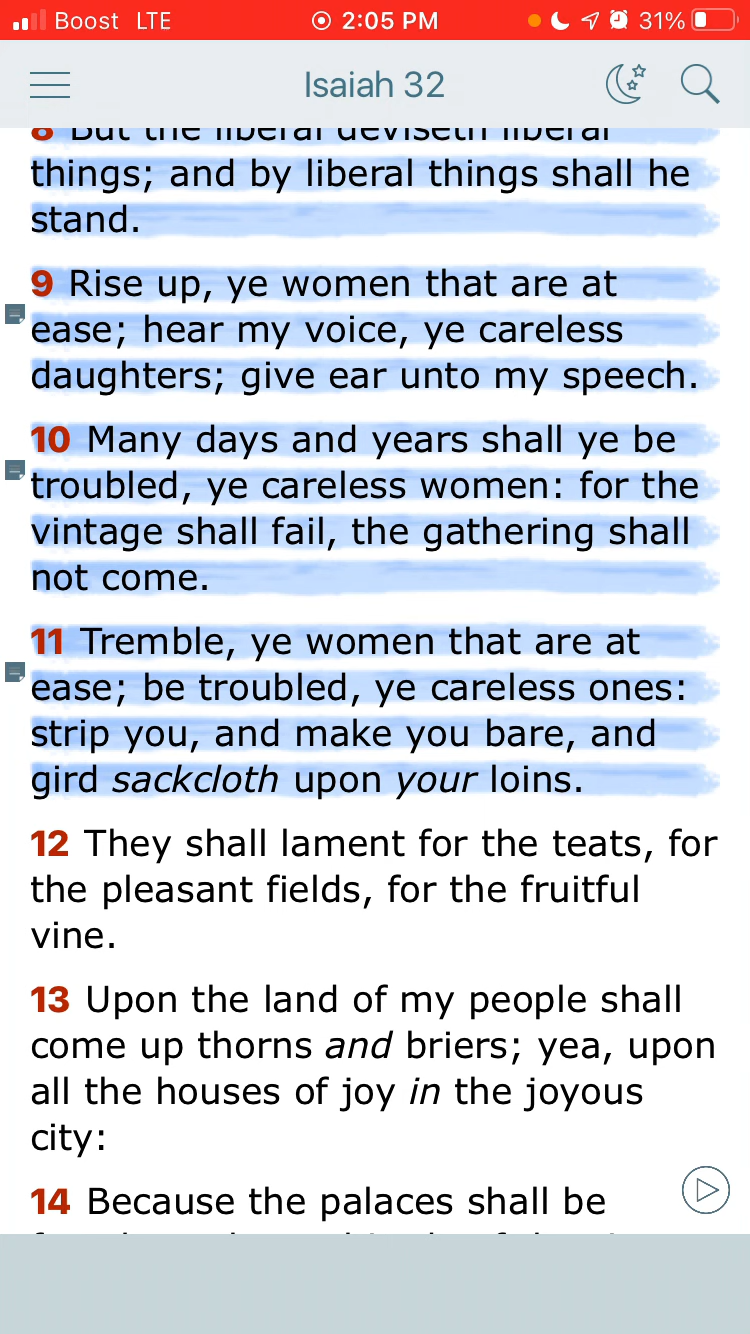 Boost LTE 2:05 PM 31%
Isaiah 32
8 But the liberal deviseth liberal
things; and by liberal things shall he
stand.
9 Rise up, ye women that are at
ease; hear my voice, ye careless
daughters; give ear unto my speech.
10 Many days and years shall ye be
troubled, ye careless women: for the
vintage shall fail, the gathering shall
not come.
11 Tremble, ye women that are at
ease; be troubled, ye careless ones:
strip you, and make you bare, and
gird sackcloth upon your loins.
12 They shall lament for the teats, for
the pleasant fields, for the fruitful
vine.
13 Upon the land of my people shall
come up thorns and briers; yea, upon
all the houses of joy in the joyous
city:
14 Because the palaces shall be